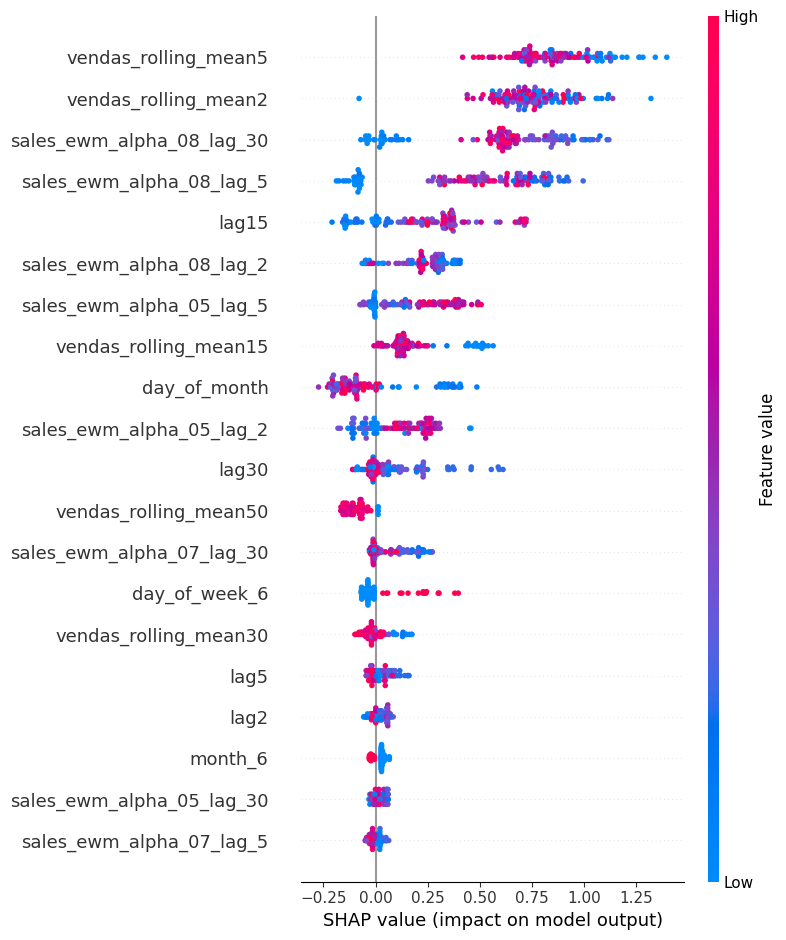 High
vendas_rolling_mean5
vendas_rolling_mean2
sales_ewm_alpha_08_lag_30
sales_ewm_alpha_08_lag_5
lag15
sales_ewm_alpha_08_lag_2
sales_ewm_alpha_05_lag_5
vendas_rolling_mean15
day_of_month
sales_ewm_alpha_05_lag_2
lag30
vendas_rolling_mean50
sales_ewm_alpha_07_lag_30
day_of_week_6
vendas_rolling_mean30
lag5
lag2
month_6
sales_ewm_alpha_05_lag_30
sales_ewm_alpha_07_lag_5
Feature value
Low
−0.25 0.00 0.25 0.50 0.75 1.00 1.25
SHAP value (impact on model output)